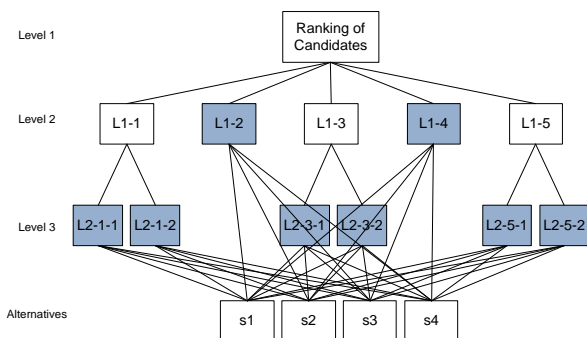 Level 1
Ranking of
Candidates
Level 2
L1-1
L1-2
L1-3
L1-4
L1-5
Level 3
L2-1-1
L2-1-2
L2-3-1
L2-3-2
L2-5-1
L2-5-2
Alternatives
s1
s2
s3
s4